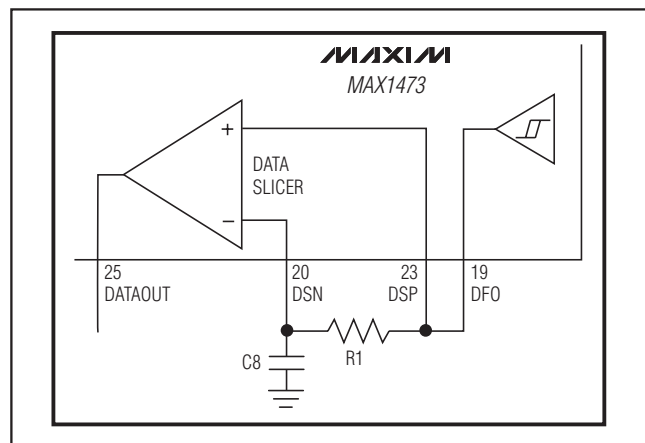 MAXIM
MAX1473
+
DATA
SLICER
−
25
DATAOUT
20
DSN
23
DSP
19
DFO
C8
R1